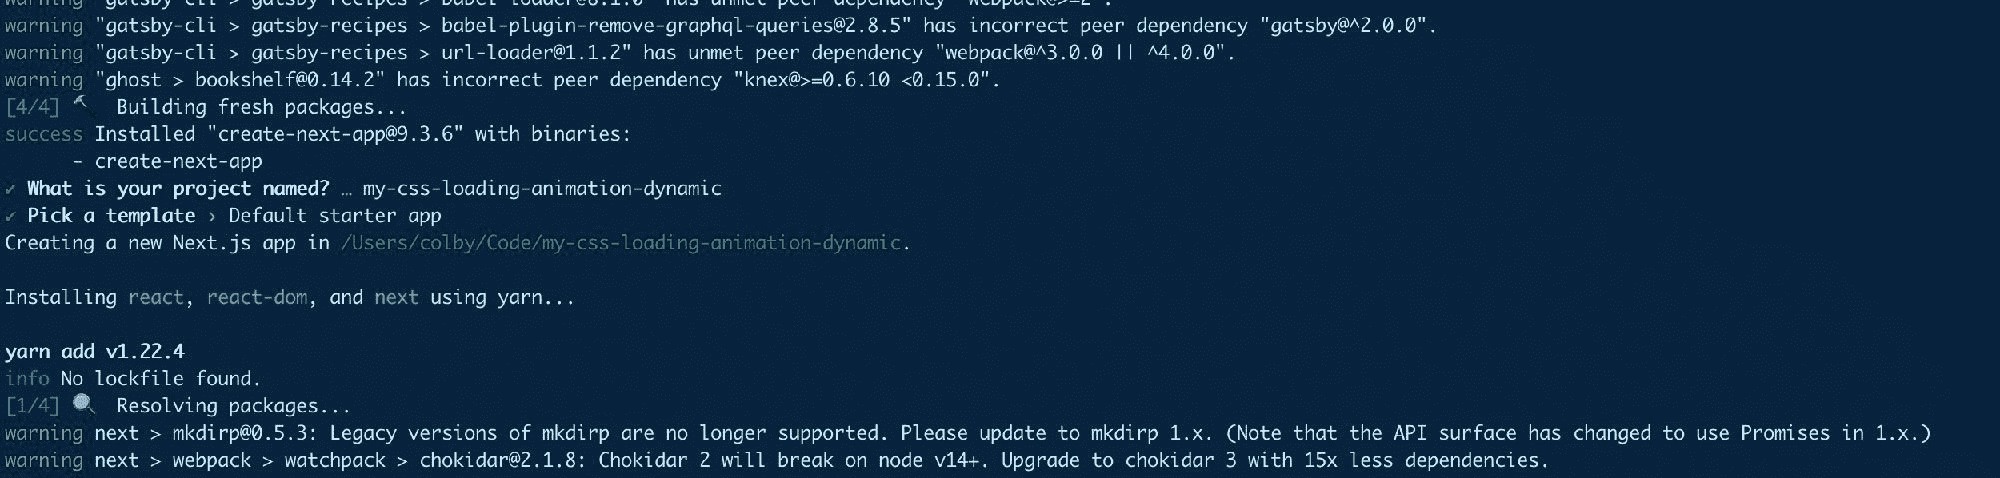 warning "gatsby-cli > gatsby-recipes > babel-loader@8.1.0" has unmet peer dependency "webpack@>=2".
warning "gatsby-cli > gatsby-recipes > babel-plugin-remove-graphql-queries@2.8.5" has incorrect peer dependency "gatsby@^2.0.0".
warning "gatsby-cli > gatsby-recipes > url-loader@1.1.2" has unmet peer dependency "webpack@^3.0.0 || ^4.0.0".
warning "ghost > bookshelf@0.14.2" has incorrect peer dependency "knex@>=0.6.10 <0.15.0".
[4/4] 🔨 Building fresh packages...
success Installed "create-next-app@9.3.6" with binaries:
- create-next-app
✔ What is your project named? … my-css-loading-animation-dynamic
✔ Pick a template › Default starter app
Creating a new Next.js app in /Users/colby/Code/my-css-loading-animation-dynamic.
Installing react, react-dom, and next using yarn...
yarn add v1.22.4
info No lockfile found.
[1/4] 🔍 Resolving packages...
warning next > mkdirp@0.5.3: Legacy versions of mkdirp are no longer supported. Please update to mkdirp 1.x. (Note that the API surface has changed to use Promises in 1.x.)
warning next > webpack > watchpack > chokidar@2.1.8: Chokidar 2 will break on node v14+. Upgrade to chokidar 3 with 15x less dependencies.